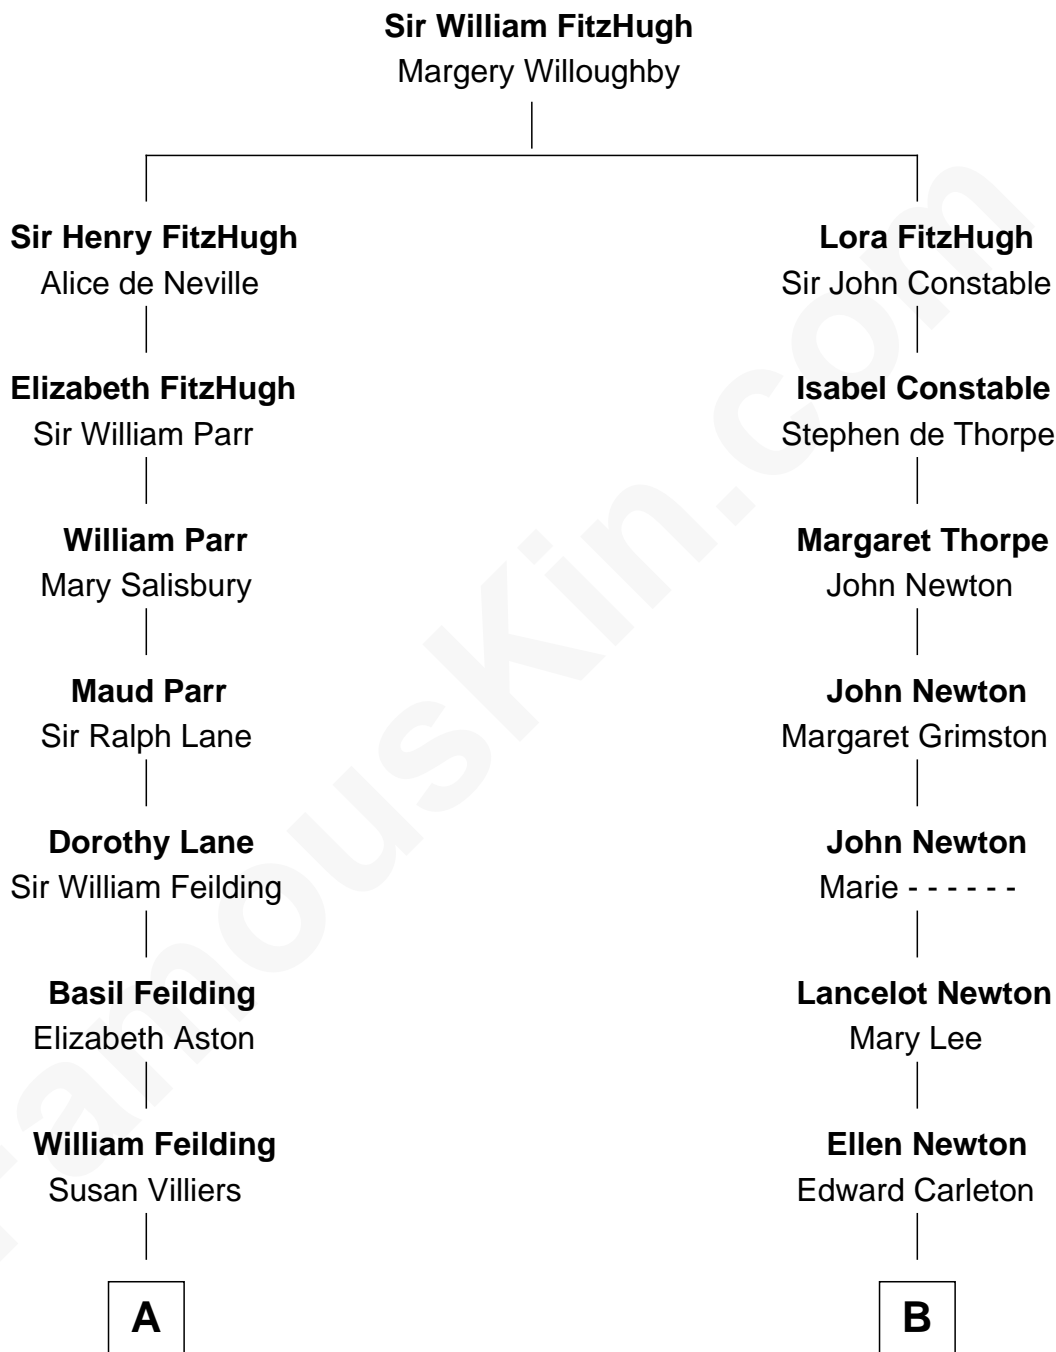 Sir William FitzHugh
Margery Willoughby
Sir Henry FitzHugh
Alice de Neville
Lora FitzHugh
Sir John Constable
Elizabeth FitzHugh
Sir William Parr
Isabel Constable
Stephen de Thorpe
William Parr
Mary Salisbury
Margaret Thorpe
John Newton
Maud Parr
Sir Ralph Lane
John Newton
Margaret Grimston
Dorothy Lane
Sir William Feilding
John Newton
Marie - - - - - -
Basil Feilding
Elizabeth Aston
Lancelot Newton
Mary Lee
William Feilding
Susan Villiers
Ellen Newton
Edward Carleton
A
B
FamousKin.com